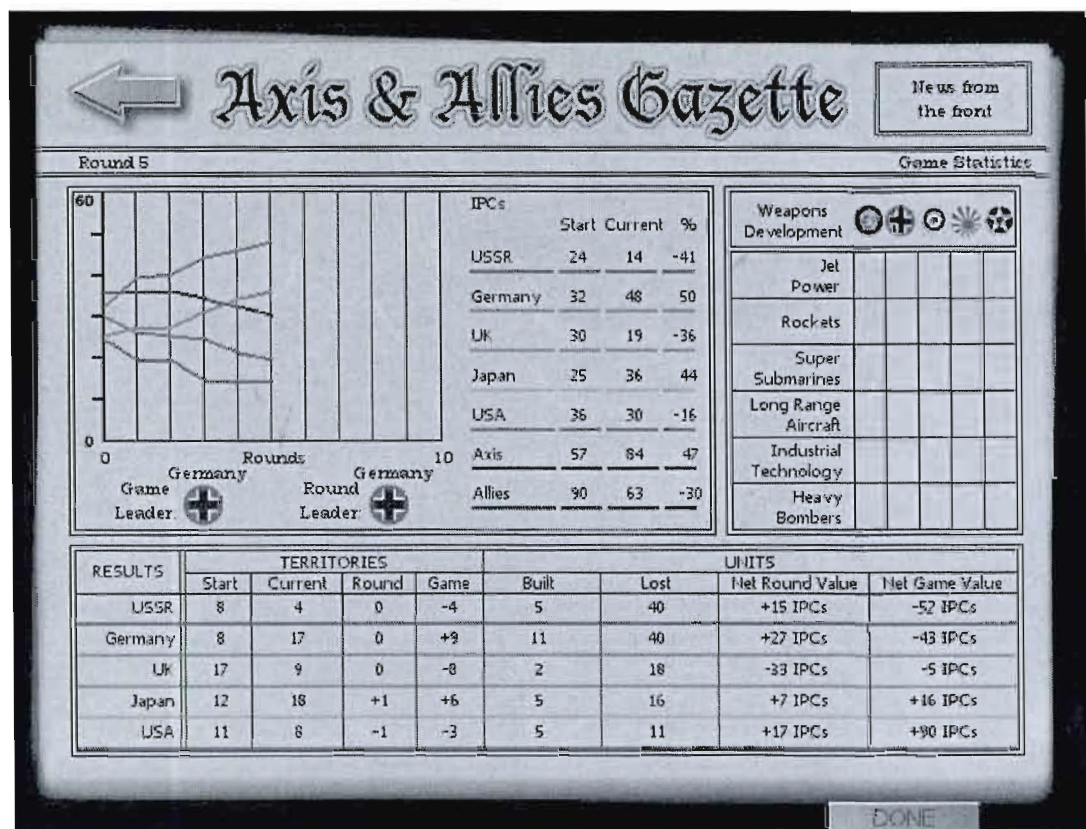 Axis & Allies Gazette
News from
the front
Round 5
Game Statistics
60
0
0 Rounds 10
Game
Leader:
Germany
Round
Leader:
Germany
IPCs
Start Current %
USSR 24 14 -41
Germany 32 48 50
UK 30 19 -36
Japan 25 36 44
USA 36 30 -16
Axis 57 84 47
Allies 90 63 -30
Weapons
Development
Jet
Power
Rockets
Super
Submarines
Long Range
Aircraft
Industrial
Technology
Heavy
Bombers
RESULTS TERRITORIES UNITS
Start Current Round Game Built Lost Net Round Value Net Game Value
USSR 8 4 0 -4 5 40 +15 IPCs -52 IPCs
Germany 8 17 0 +9 11 40 +27 IPCs -43 IPCs
UK 17 9 0 -8 2 18 -33 IPCs -5 IPCs
Japan 12 18 +1 +6 5 16 +7 IPCs +16 IPCs
USA 11 8 -1 -3 5 11 +17 IPCs +90 IPCs
DONE